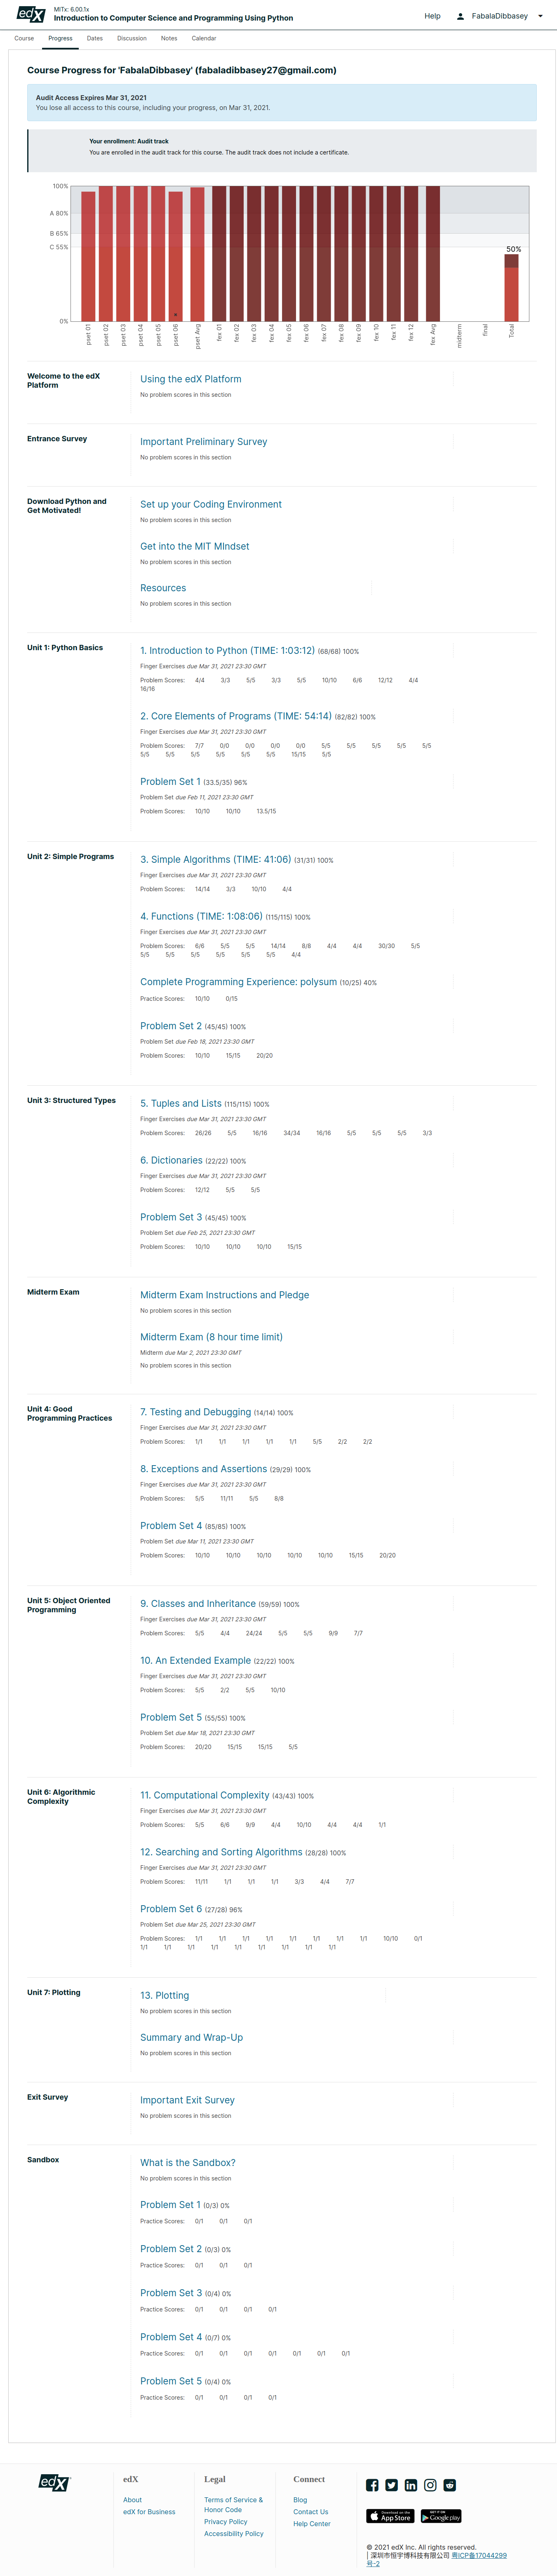 edX
MITx: 6.00.1x
Introduction to Computer Science and Programming Using Python
Help
FabalaDibbasey
Course Progress Dates Discussion Notes Calendar
Course Progress for 'FabalaDibbasey' (fabaladibbasey27@gmail.com)
Audit Access Expires Mar 31, 2021
You lose all access to this course, including your progress, on Mar 31, 2021.
Your enrollment: Audit track
You are enrolled in the audit track for this course. The audit track does not include a certificate.
100%
A 80%
B 65%
C 55%
0%
50%
x
pset 01
pset 02
pset 03
pset 04
pset 05
pset 06
pset Avg
fex 01
fex 02
fex 03
fex 04
fex 05
fex 06
fex 07
fex 08
fex 09
fex 10
fex 11
fex 12
fex Avg
midterm
final
Total
Welcome to the edX
Platform
Using the edX Platform
No problem scores in this section
Entrance Survey
Important Preliminary Survey
No problem scores in this section
Download Python and
Get Motivated!
Set up your Coding Environment
No problem scores in this section
Get into the MIT MIndset
No problem scores in this section
Resources
No problem scores in this section
Unit 1: Python Basics
1. Introduction to Python (TIME: 1:03:12) (68/68) 100%
Finger Exercises due Mar 31, 2021 23:30 GMT
Problem Scores: 4/4 3/3 5/5 3/3 5/5 10/10 6/6 12/12 4/4
16/16
2. Core Elements of Programs (TIME: 54:14) (82/82) 100%
Finger Exercises due Mar 31, 2021 23:30 GMT
Problem Scores: 7/7 0/0 0/0 0/0 0/0 5/5 5/5 5/5 5/5 5/5
5/5 5/5 5/5 5/5 5/5 5/5 15/15 5/5
Problem Set 1 (33.5/35) 96%
Problem Set due Feb 11, 2021 23:30 GMT
Problem Scores: 10/10 10/10 13.5/15
Unit 2: Simple Programs
3. Simple Algorithms (TIME: 41:06) (31/31) 100%
Finger Exercises due Mar 31, 2021 23:30 GMT
Problem Scores: 14/14 3/3 10/10 4/4
4. Functions (TIME: 1:08:06) (115/115) 100%
Finger Exercises due Mar 31, 2021 23:30 GMT
Problem Scores: 6/6 5/5 5/5 14/14 8/8 4/4 4/4 30/30 5/5
5/5 5/5 5/5 5/5 5/5 5/5 4/4
Complete Programming Experience: polysum (10/25) 40%
Practice Scores: 10/10 0/15
Problem Set 2 (45/45) 100%
Problem Set due Feb 18, 2021 23:30 GMT
Problem Scores: 10/10 15/15 20/20
Unit 3: Structured Types
5. Tuples and Lists (115/115) 100%
Finger Exercises due Mar 31, 2021 23:30 GMT
Problem Scores: 26/26 5/5 16/16 34/34 16/16 5/5 5/5 5/5 3/3
6. Dictionaries (22/22) 100%
Finger Exercises due Mar 31, 2021 23:30 GMT
Problem Scores: 12/12 5/5 5/5
Problem Set 3 (45/45) 100%
Problem Set due Feb 25, 2021 23:30 GMT
Problem Scores: 10/10 10/10 10/10 15/15
Midterm Exam
Midterm Exam Instructions and Pledge
No problem scores in this section
Midterm Exam (8 hour time limit)
Midterm due Mar 2, 2021 23:30 GMT
No problem scores in this section
Unit 4: Good
Programming Practices
7. Testing and Debugging (14/14) 100%
Finger Exercises due Mar 31, 2021 23:30 GMT
Problem Scores: 1/1 1/1 1/1 1/1 1/1 5/5 2/2 2/2
8. Exceptions and Assertions (29/29) 100%
Finger Exercises due Mar 31, 2021 23:30 GMT
Problem Scores: 5/5 11/11 5/5 8/8
Problem Set 4 (85/85) 100%
Problem Set due Mar 11, 2021 23:30 GMT
Problem Scores: 10/10 10/10 10/10 10/10 10/10 15/15 20/20
Unit 5: Object Oriented
Programming
9. Classes and Inheritance (59/59) 100%
Finger Exercises due Mar 31, 2021 23:30 GMT
Problem Scores: 5/5 4/4 24/24 5/5 5/5 9/9 7/7
10. An Extended Example (22/22) 100%
Finger Exercises due Mar 31, 2021 23:30 GMT
Problem Scores: 5/5 2/2 5/5 10/10
Problem Set 5 (55/55) 100%
Problem Set due Mar 18, 2021 23:30 GMT
Problem Scores: 20/20 15/15 15/15 5/5
Unit 6: Algorithmic
Complexity
11. Computational Complexity (43/43) 100%
Finger Exercises due Mar 31, 2021 23:30 GMT
Problem Scores: 5/5 6/6 9/9 4/4 10/10 4/4 4/4 1/1
12. Searching and Sorting Algorithms (28/28) 100%
Finger Exercises due Mar 31, 2021 23:30 GMT
Problem Scores: 11/11 1/1 1/1 1/1 3/3 4/4 7/7
Problem Set 6 (27/28) 96%
Problem Set due Mar 25, 2021 23:30 GMT
Problem Scores: 1/1 1/1 1/1 1/1 1/1 1/1 1/1 1/1 10/10 0/1
1/1 1/1 1/1 1/1 1/1 1/1 1/1 1/1 1/1
Unit 7: Plotting
13. Plotting
No problem scores in this section
Summary and Wrap-Up
No problem scores in this section
Exit Survey
Important Exit Survey
No problem scores in this section
Sandbox
What is the Sandbox?
No problem scores in this section
Problem Set 1 (0/3) 0%
Practice Scores: 0/1 0/1 0/1
Problem Set 2 (0/3) 0%
Practice Scores: 0/1 0/1 0/1
Problem Set 3 (0/4) 0%
Practice Scores: 0/1 0/1 0/1 0/1
Problem Set 4 (0/7) 0%
Practice Scores: 0/1 0/1 0/1 0/1 0/1 0/1 0/1
Problem Set 5 (0/4) 0%
Practice Scores: 0/1 0/1 0/1 0/1
edX
edX
About
edX for Business
Legal
Terms of Service &
Honor Code
Privacy Policy
Accessibility Policy
Connect
Blog
Contact Us
Help Center
Download on the
App Store
GET IT ON
Google Play
© 2021 edX Inc. All rights reserved.
| 深圳市恒宇博科技有限公司 粤ICP备17044299
号-2